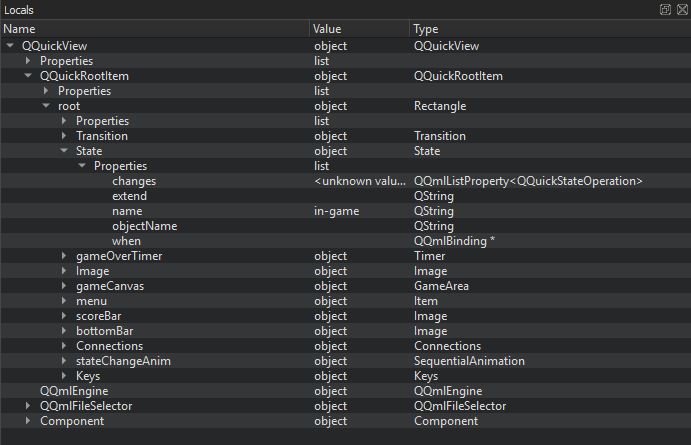 Locals
Name Value Type
QQuickView object QQuickView
Properties list
QQuickRootItem object QQuickRootItem
Properties list
root object Rectangle
Properties list
Transition object Transition
State object State
Properties list
changes <unknown valu... QQmlListProperty<QQuickStateOperation>
extend QString
name in-game QString
objectName QString
when QQmlBinding *
gameOverTimer object Timer
Image object Image
gameCanvas object GameArea
menu object Item
scoreBar object Image
bottomBar object Image
Connections object Connections
stateChangeAnim object SequentialAnimation
Keys object Keys
QQmlEngine object QQmlEngine
QQmlFileSelector object QQmlFileSelector
Component object Component